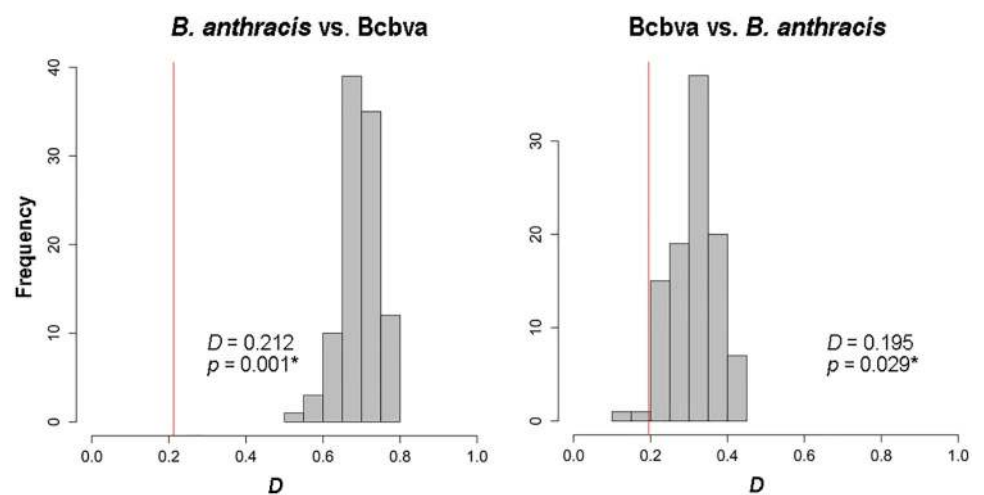 B. anthracis vs. Bcbva
Frequency
0
10
20
30
40
D = 0.212
p = 0.001*
0.0 0.2 0.4 0.6 0.8 1.0
D
Bcbva vs. B. anthracis
0
10
20
30
D = 0.195
p = 0.029*
0.0 0.2 0.4 0.6 0.8 1.0
D